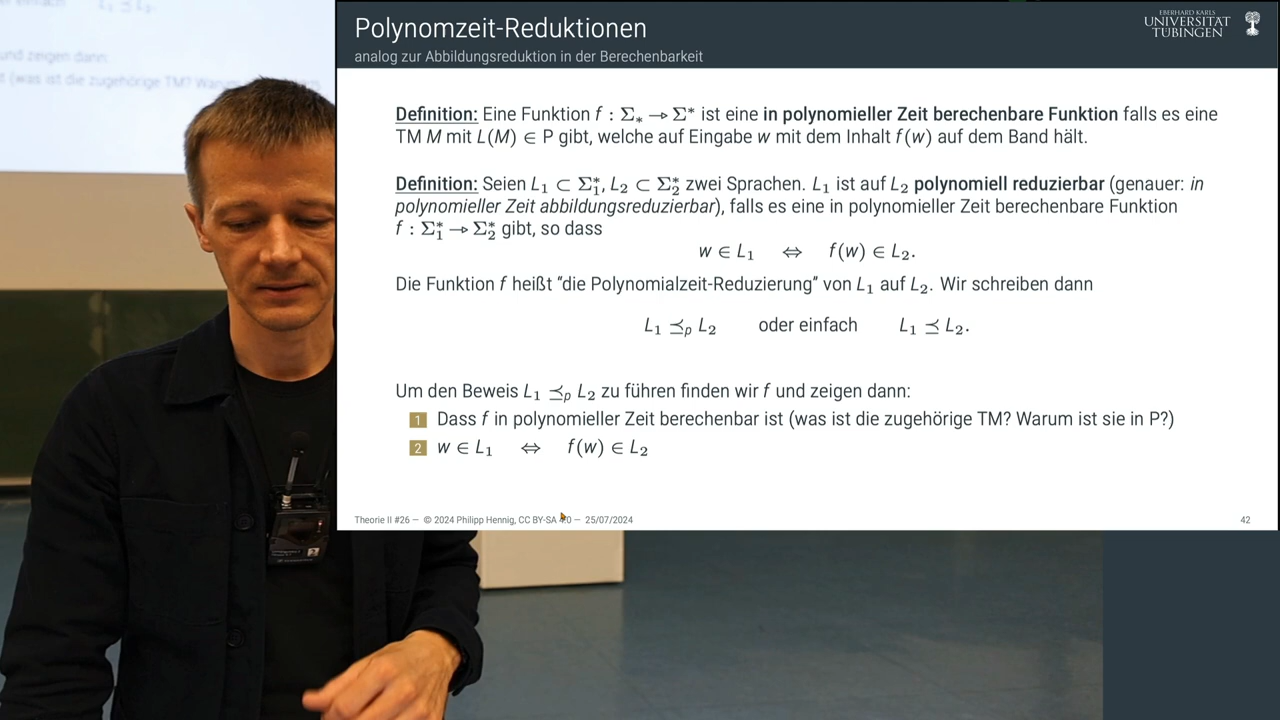 und zeigen dann:
(was ist die zugehörige TM? War
Polynomzeit-Reduktionen
analog zur Abbildungsreduktion in der Berechenbarkeit
EBERHARD KARLS
UNIVERSITÄT
TÜBINGEN
Definition: Eine Funktion f : Σ* → Σ* ist eine in polynomieller Zeit berechenbare Funktion falls es eine
TM M mit L(M) ∈ P gibt, welche auf Eingabe w mit dem Inhalt f(w) auf dem Band hält.
Definition: Seien L₁ ⊂ Σ₁*, L₂ ⊂ Σ₂* zwei Sprachen. L₁ ist auf L₂ polynomiell reduzierbar (genauer: in
polynomieller Zeit abbildungsreduzierbar), falls es eine in polynomieller Zeit berechenbare Funktion
f : Σ₁* → Σ₂* gibt, so dass
w ∈ L₁ ⇔ f(w) ∈ L₂.
Die Funktion f heißt “die Polynomialzeit-Reduzierung” von L₁ auf L₂. Wir schreiben dann
L₁ ⪯ₚ L₂ oder einfach L₁ ⪯ L₂.
Um den Beweis L₁ ⪯ₚ L₂ zu führen finden wir f und zeigen dann:
1 Dass f in polynomieller Zeit berechenbar ist (was ist die zugehörige TM? Warum ist sie in P?)
2 w ∈ L₁ ⇔ f(w) ∈ L₂
Theorie II #26 — © 2024 Philipp Hennig, CC BY-SA 4.0 — 25/07/2024
42